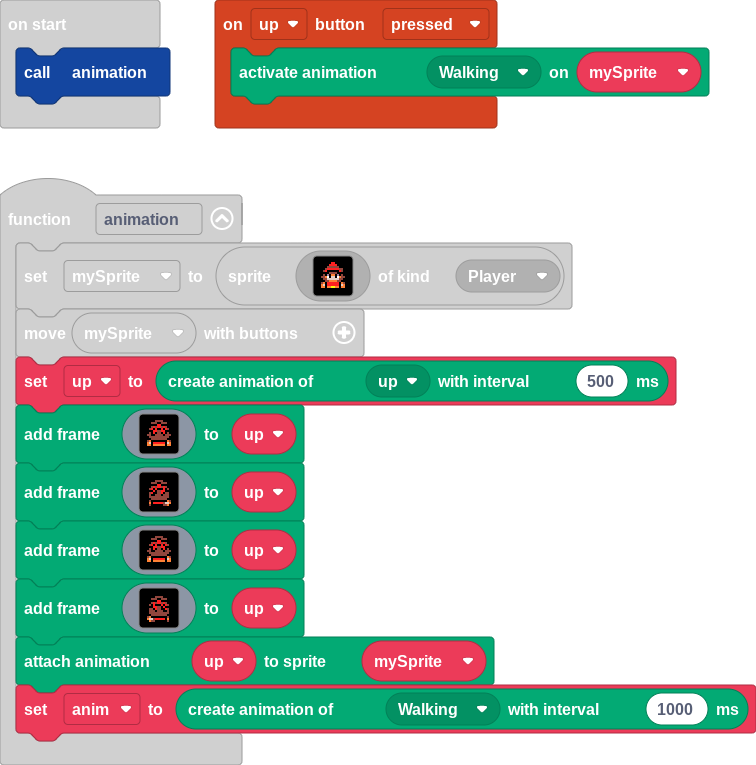 on start
call animation
on up button pressed
activate animation Walking on mySprite
function animation
set mySprite to sprite of kind Player
move mySprite with buttons
set up to create animation of up with interval 500 ms
add frame to up
add frame to up
add frame to up
add frame to up
attach animation up to sprite mySprite
set anim to create animation of Walking with interval 1000 ms